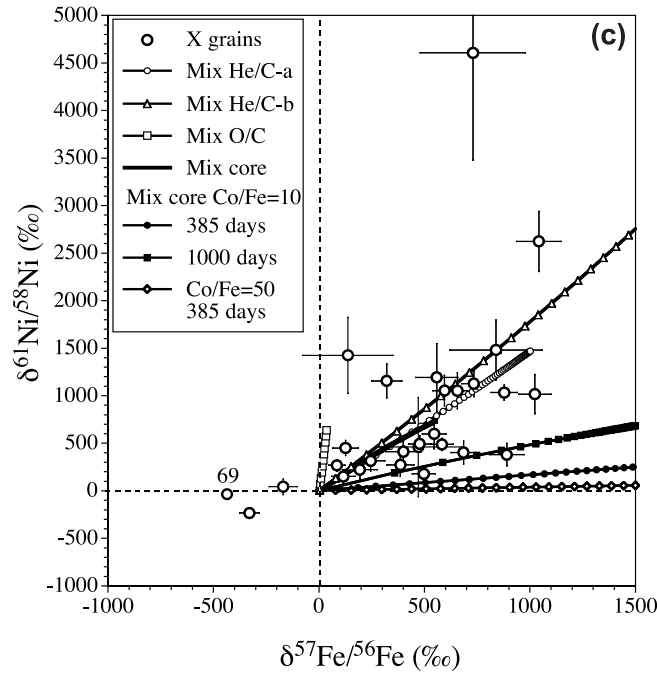 (c)
X grains
Mix He/C-a
Mix He/C-b
Mix O/C
Mix core
Mix core Co/Fe=10
385 days
1000 days
Co/Fe=50
385 days
69
5000
4500
4000
3500
3000
2500
2000
1500
1000
500
0
-500
-1000
δ⁶¹Ni/⁵⁸Ni (‰)
-1000
-500
0
500
1000
1500
δ⁵⁷Fe/⁵⁶Fe (‰)